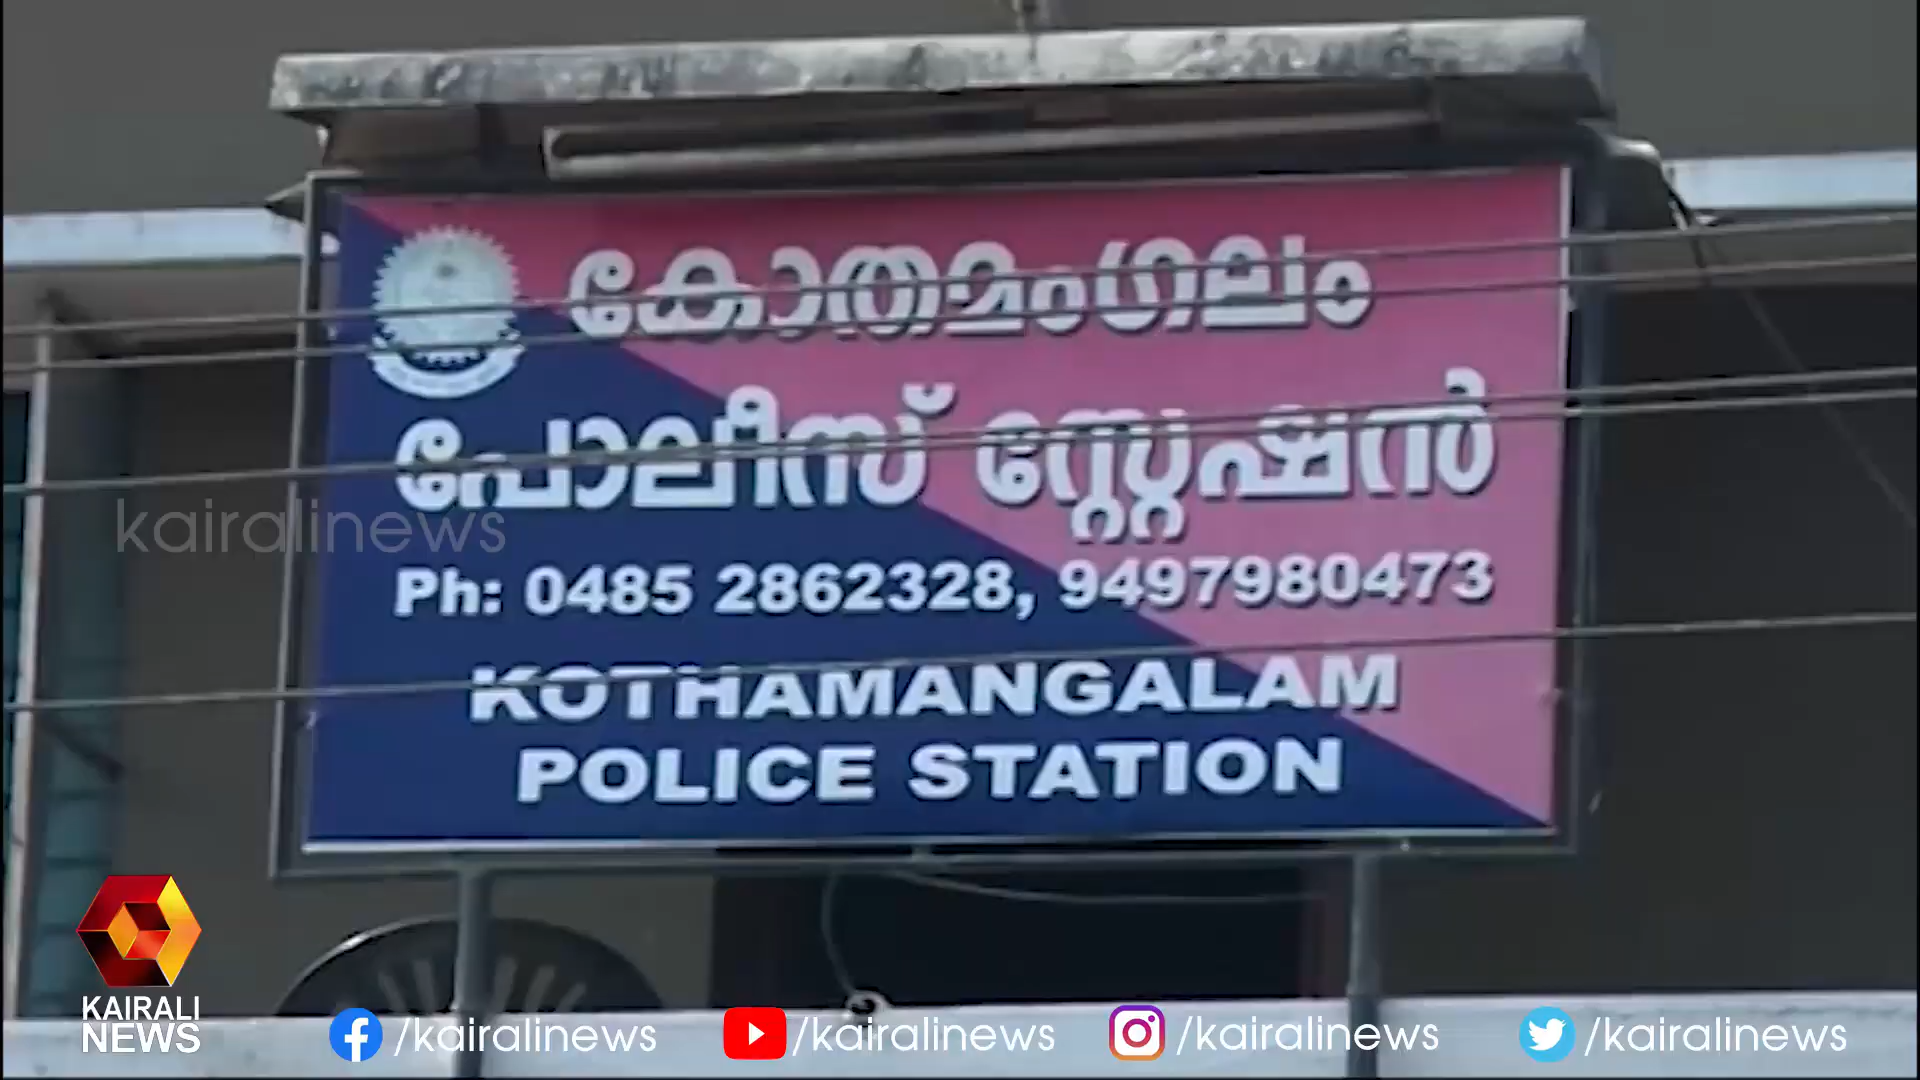 കോതമംഗലം
പോലീസ് സ്റ്റേഷൻ
kairalinews
Ph: 0485 2862328, 9497980473
KOTHAMANGALAM
POLICE STATION
KAIRALI
NEWS
/kairalinews /kairalinews /kairalinews /kairalinews